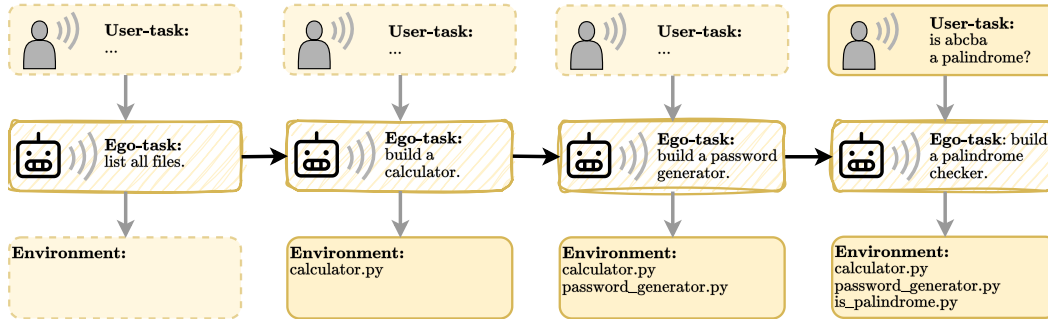 User-task:
...
User-task:
...
User-task:
...
User-task:
is abcba
a palindrome?
Ego-task:
list all files.
Ego-task:
build a
calculator.
Ego-task:
build a password
generator.
Ego-task: build
a palindrome
checker.
Environment:
Environment:
calculator.py
Environment:
calculator.py
password_generator.py
Environment:
calculator.py
password_generator.py
is_palindrome.py